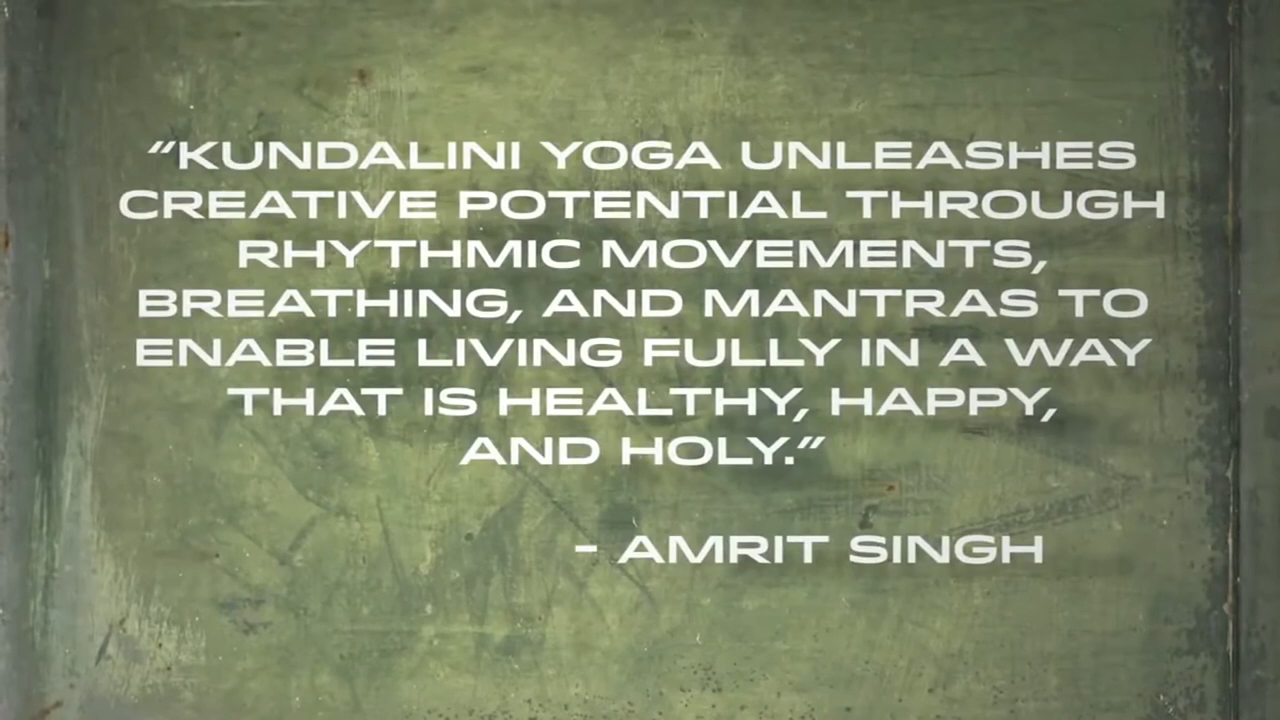 “KUNDALINI YOGA UNLEASHES
CREATIVE POTENTIAL THROUGH
RHYTHMIC MOVEMENTS,
BREATHING, AND MANTRAS TO
ENABLE LIVING FULLY IN A WAY
THAT IS HEALTHY, HAPPY,
AND HOLY.”
- AMRIT SINGH